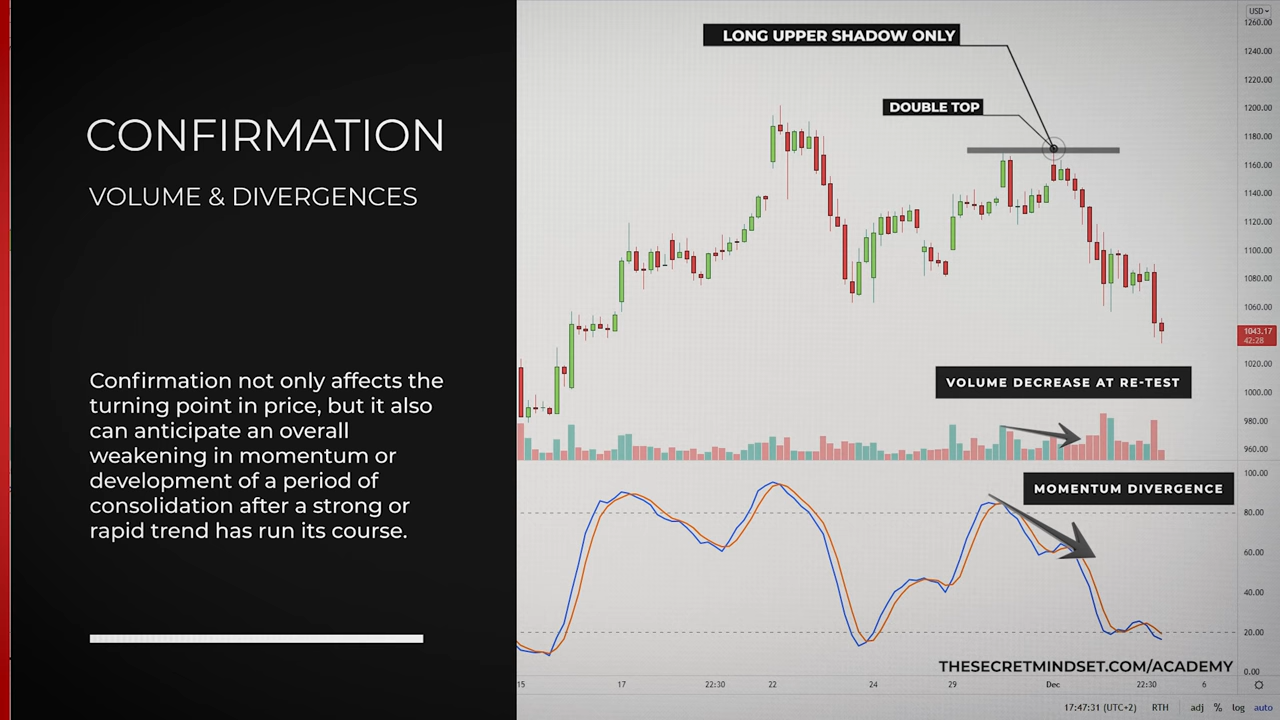 CONFIRMATION
VOLUME & DIVERGENCES
Confirmation not only affects the
turning point in price, but it also
can anticipate an overall
weakening in momentum or
development of a period of
consolidation after a strong or
rapid trend has run its course.
LONG UPPER SHADOW ONLY
DOUBLE TOP
VOLUME DECREASE AT RE-TEST
MOMENTUM DIVERGENCE
THESECRETMINDSET.COM/ACADEMY
USD
1260.00
1240.00
1220.00
1200.00
1180.00
1160.00
1140.00
1120.00
1100.00
1080.00
1060.00
1043.17
42:28
1020.00
1000.00
980.00
960.00
100.00
80.00
60.00
40.00
20.00
0.00
15 17 22:30 22 24 29 Dec 22:30 6
17:47:31 (UTC+2) RTH adj % log auto